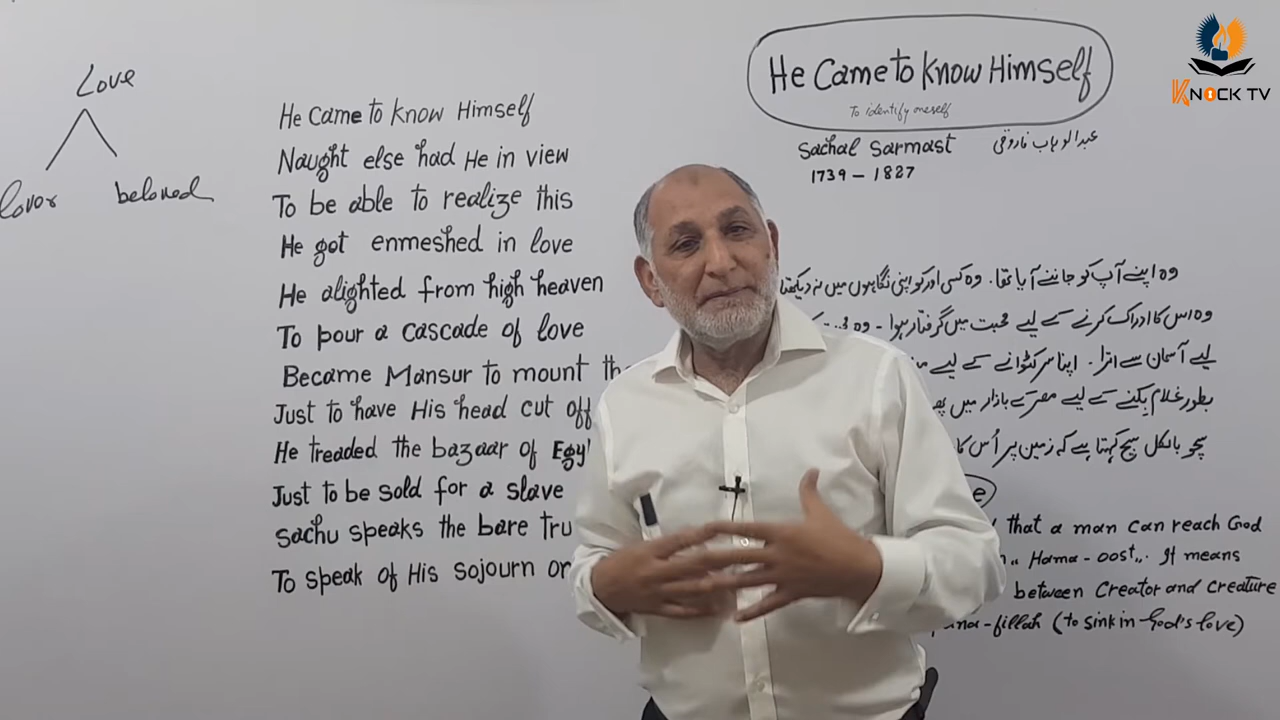 Love
lover beloved
He Came to Know Himself
Naught else had He in view
To be able to realize this
He got enmeshed in love
He alighted from high heaven
To pour a cascade of love
Became Mansur to mount
Just to have His head cut off
He treaded the bazaar of
Just to be sold for a slave
Sachu speaks the bare
To speak of His sojourn
He Came to Know Himself
To identify oneself
Sachal Sarmast عبدالوہاب فاروقی
1739 – 1827
وہ اپنے آپ کو جاننے آیا تھا۔ وہ کسی اور کو اپنی نگاہوں میں نہ دیکھتا
وہ اس کا ادراک کرنے کے لیے محبت میں گرفتار ہوا - وہ
لیے آسمان سے اترا۔ اپنا سر کٹوانے کے لیے
بطور غلام بکنے کے لیے مصر کے بازار میں
سچو بالکل سچ کہتا ہے کہ زمین پر اُس کا
that a man can reach God
"Hama-oost". It means
between Creator and Creature
fana-fillah (to sink in God's love)
KNOCK TV